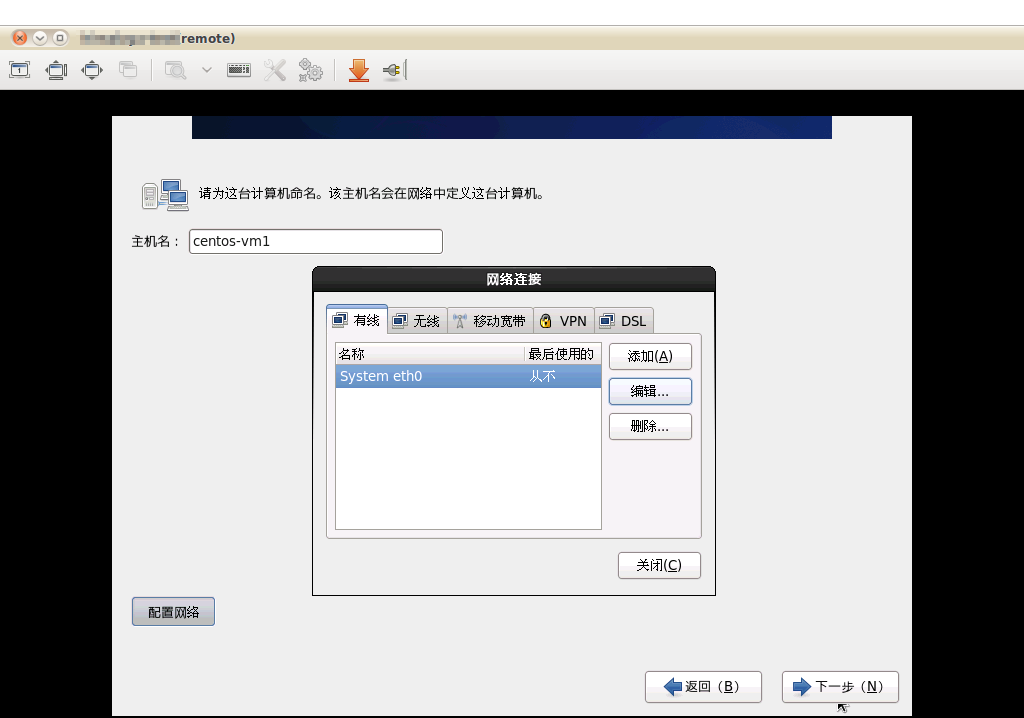 remote)
请为这台计算机命名。该主机名会在网络中定义这台计算机。
主机名： centos-vm1
网络连接
有线 无线 移动宽带 VPN DSL
名称 最后使用的
System eth0 从不
添加(A)
编辑...
删除...
关闭(C)
配置网络
返回（B） 下一步（N）